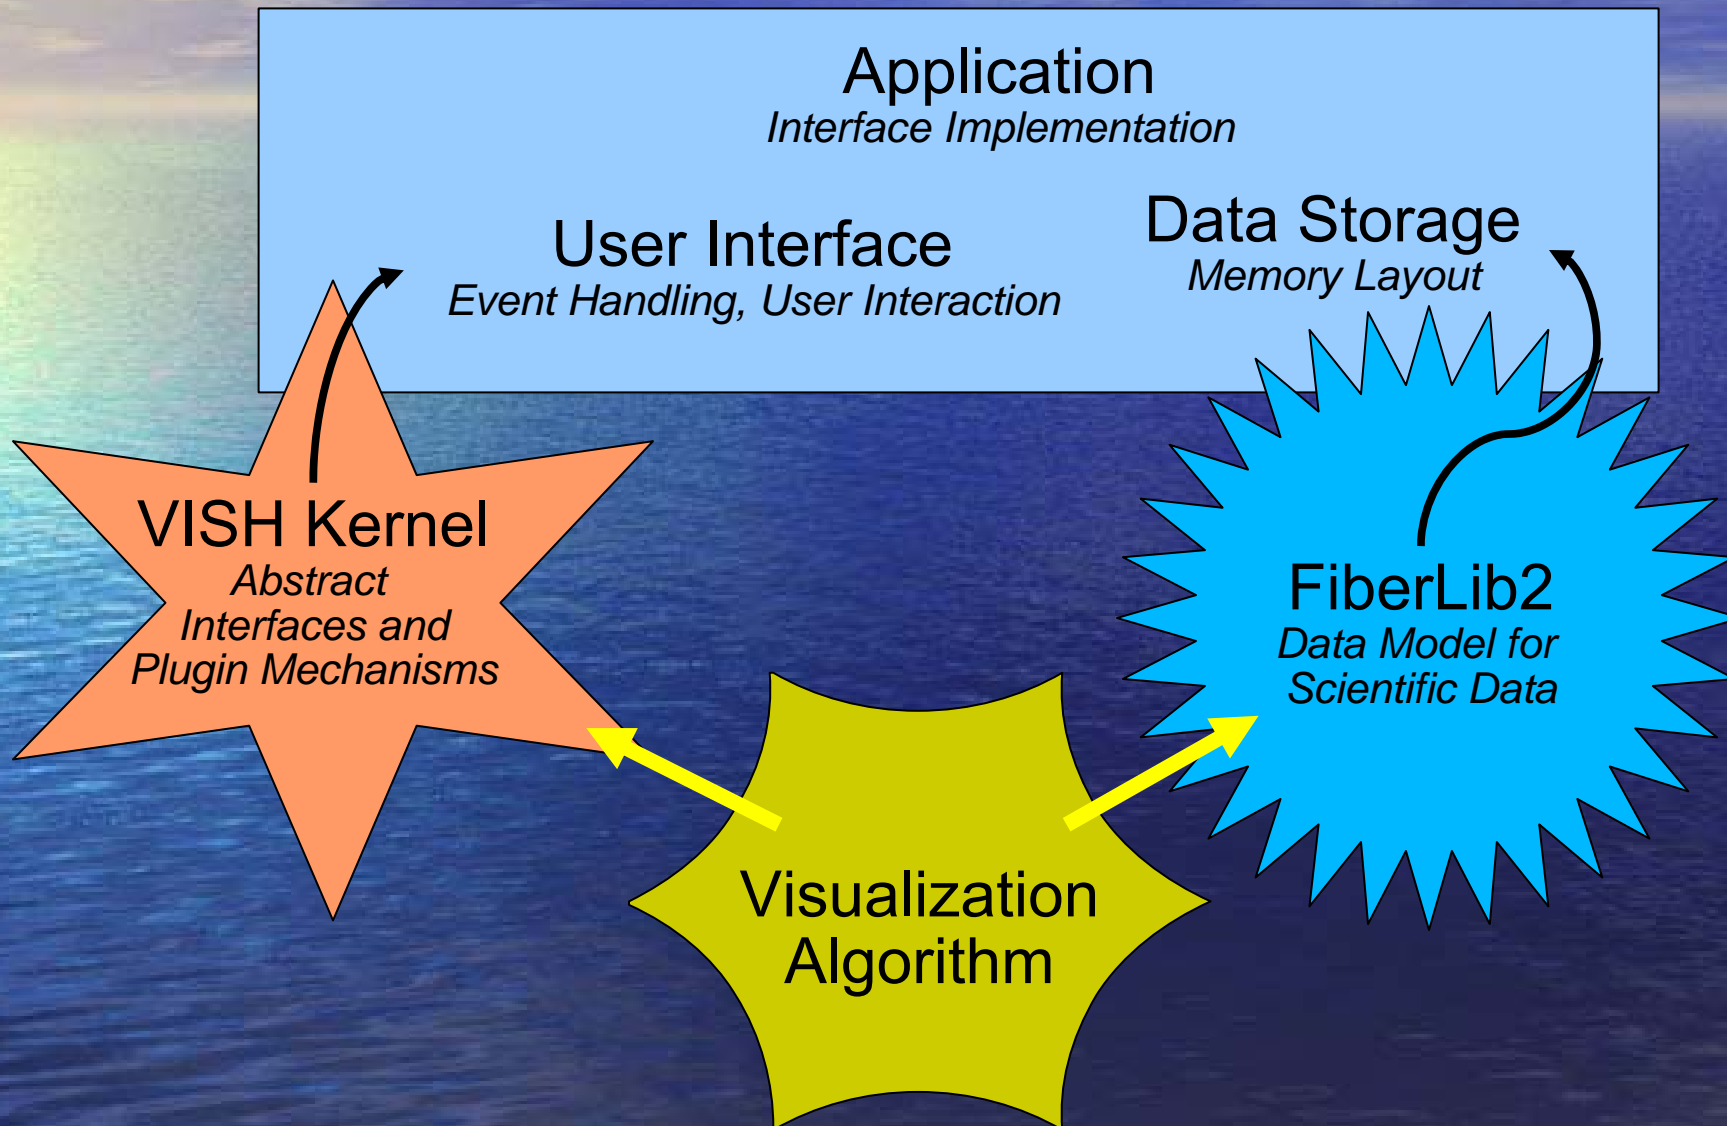 Application
Interface Implementation
User Interface
Event Handling, User Interaction
Data Storage
Memory Layout
VISH Kernel
Abstract
Interfaces and
Plugin Mechanisms
FiberLib2
Data Model for
Scientific Data
Visualization
Algorithm